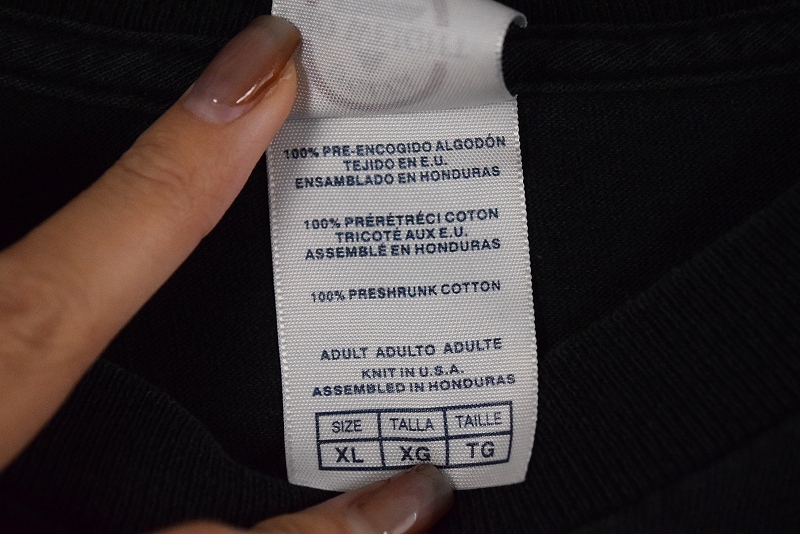 100% PRE-ENCOGIDO ALGODÓN
TEJIDO EN E.U.
ENSAMBLADO EN HONDURAS
100% PRÉRÉTRÉCI COTON
TRICOTÉ AUX E.U.
ASSEMBLÉ EN HONDURAS
100% PRESHRUNK COTTON
ADULT ADULTO ADULTE
KNIT IN U.S.A.
ASSEMBLED IN HONDURAS
SIZE TALLA TAILLE
XL XG TG